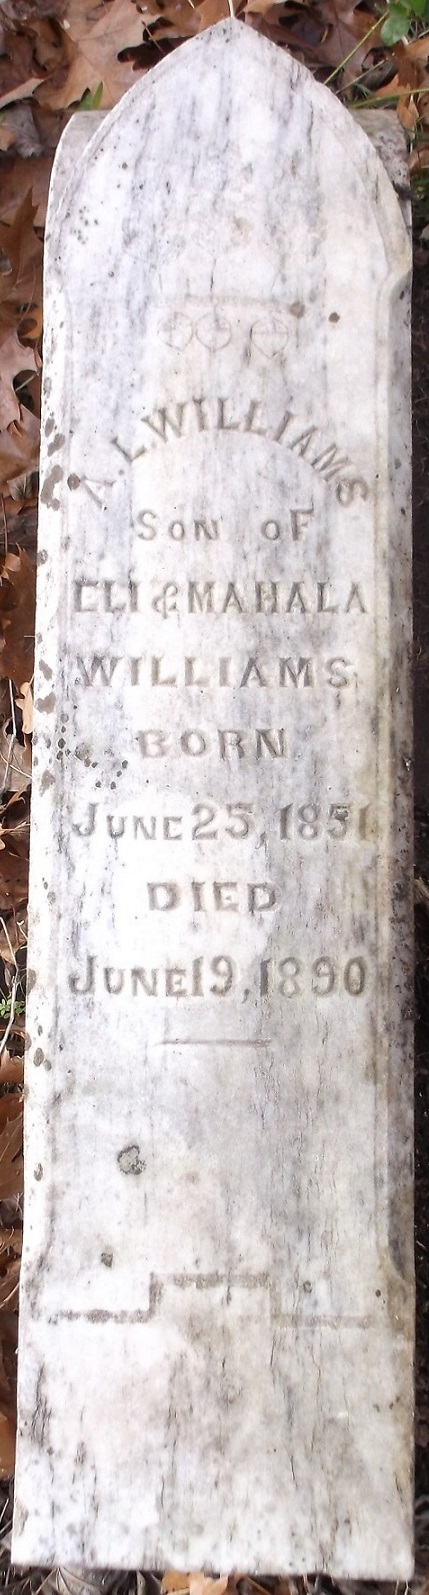 A.L. WILLIAMS
SON OF
ELI & MAHALA
WILLIAMS
BORN
JUNE 25, 1851
DIED
JUNE 19, 1890